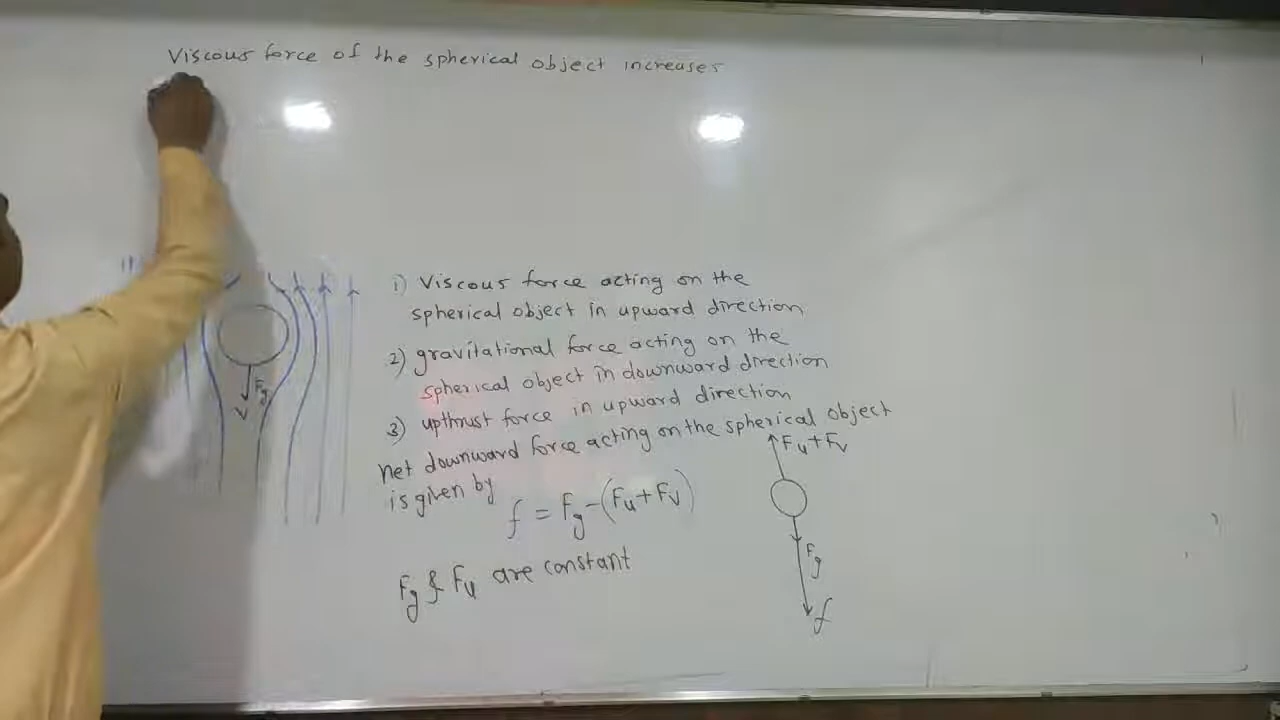 Viscous force of the spherical object increases
1) Viscous force acting on the
spherical object in upward direction
2) gravitational force acting on the
spherical object in downward direction
3) upthrust force in upward direction
net downward force acting on the spherical object
is given by
f = Fg-(Fu+Fv)
Fg & Fu are constant
Fg
V
Fu+Fv
Fg
f